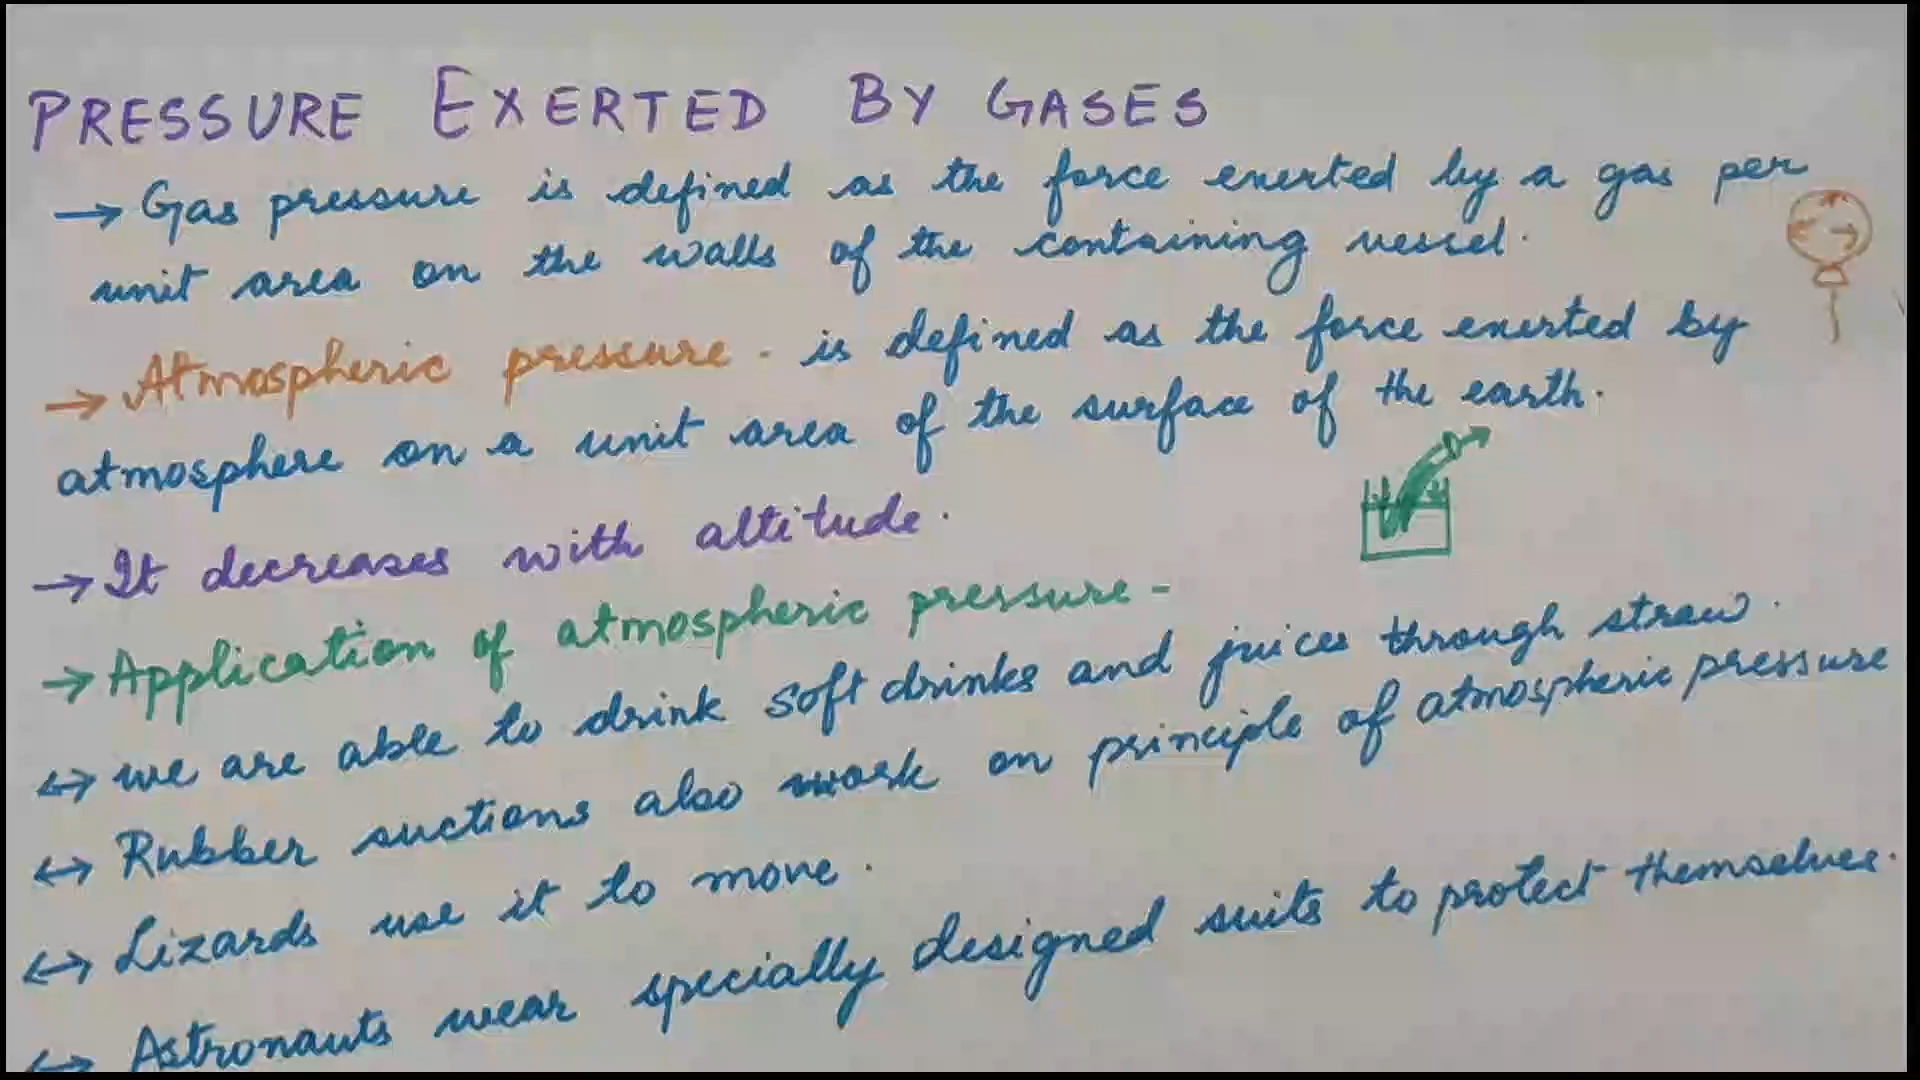 PRESSURE EXERTED BY GASES
→ Gas pressure is defined as the force exerted by a gas per
unit area on the walls of the containing vessel.
→ Atmospheric pressure - is defined as the force exerted by
atmosphere on a unit area of the surface of the earth.
→ It decreases with altitude.
→ Application of atmospheric pressure -
↔ we are able to drink soft drinks and juices through straw.
↔ Rubber suctions also work on principle of atmospheric pressure
↔ Lizards use it to move.
↔ Astronauts wear specially designed suits to protect themselves.